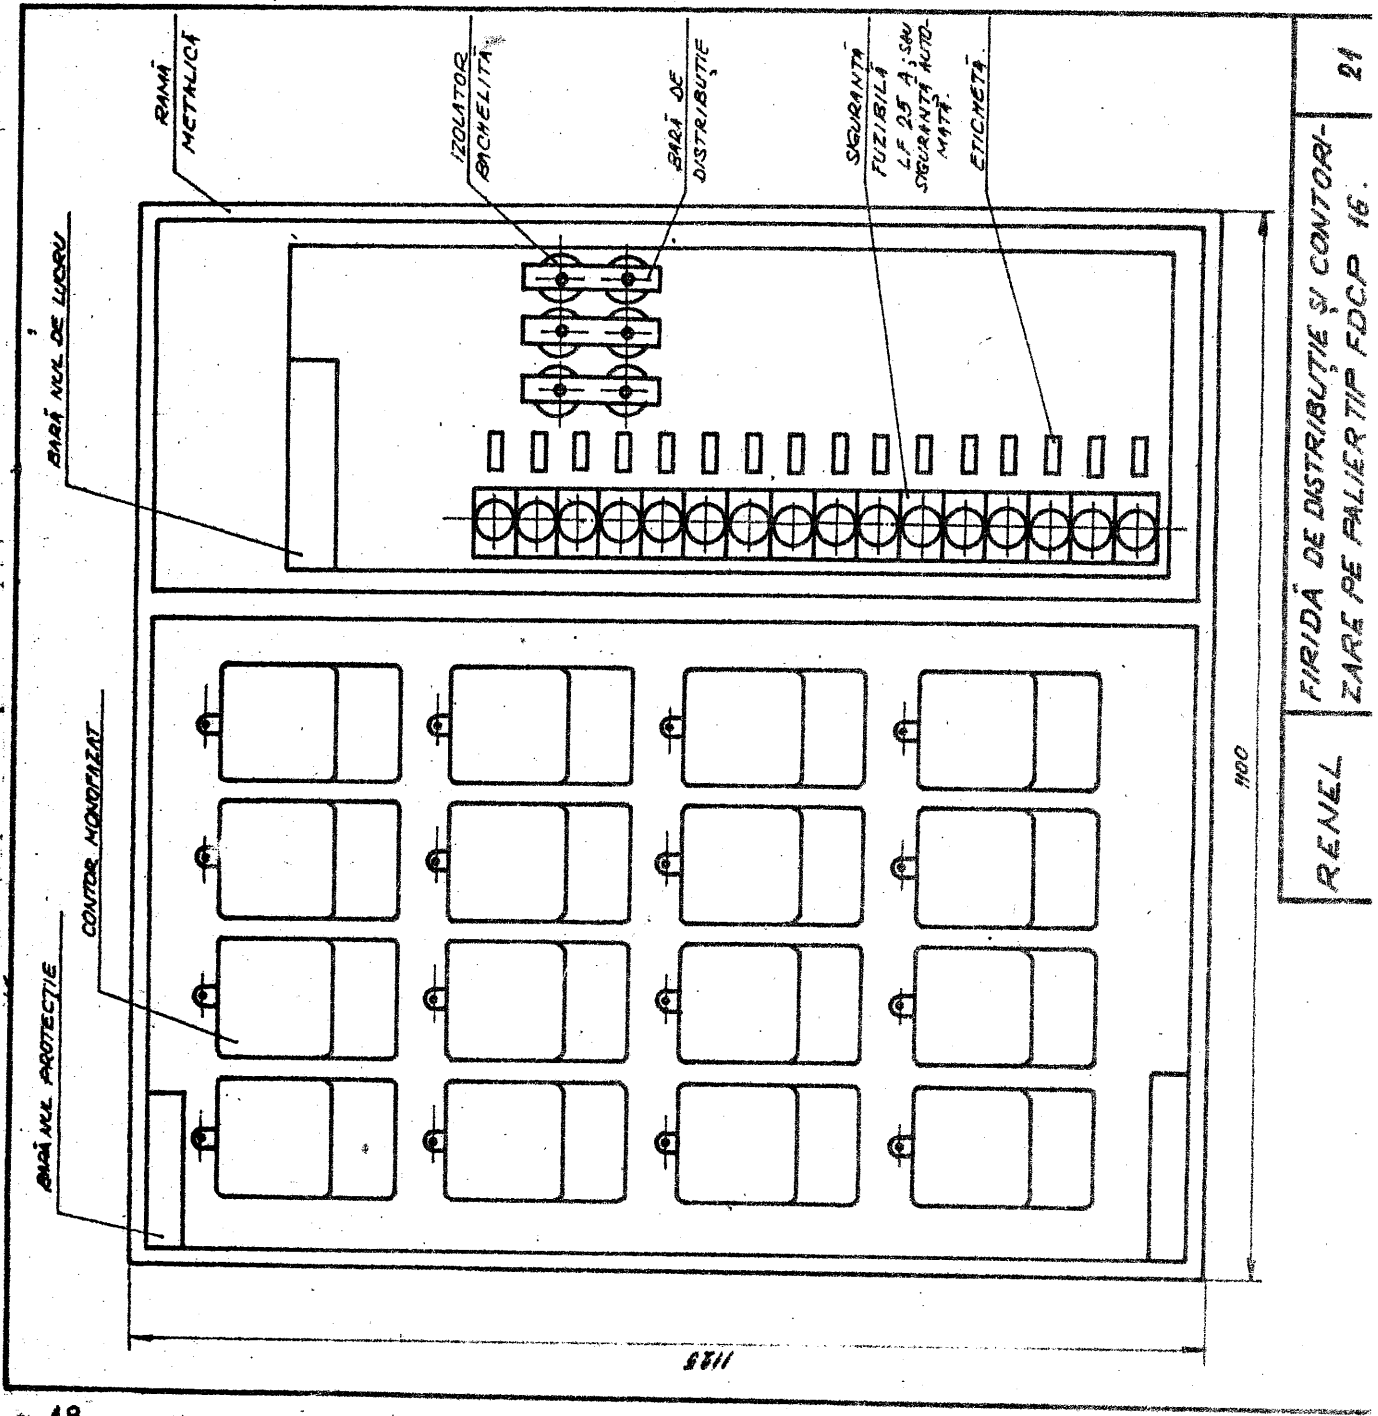 BARĂ NUL PROTECȚIE
CONTOR MONOFAZAT
BARĂ NUL DE LUCRU
RAMĂ
METALICĂ
IZOLATOR
BACHELITĂ.
BARĂ DE
DISTRIBUȚIE
SIGURANȚĂ
FUZIBILĂ
LF 25 A; SAU
SIGURANȚĂ AUTO-
MATĂ.
ETICHETĂ.
1125
1100
RENEL
FIRIDĂ DE DISTRIBUȚIE ȘI CONTORI-
ZARE PE PALIER TIP FDCP 16.
21